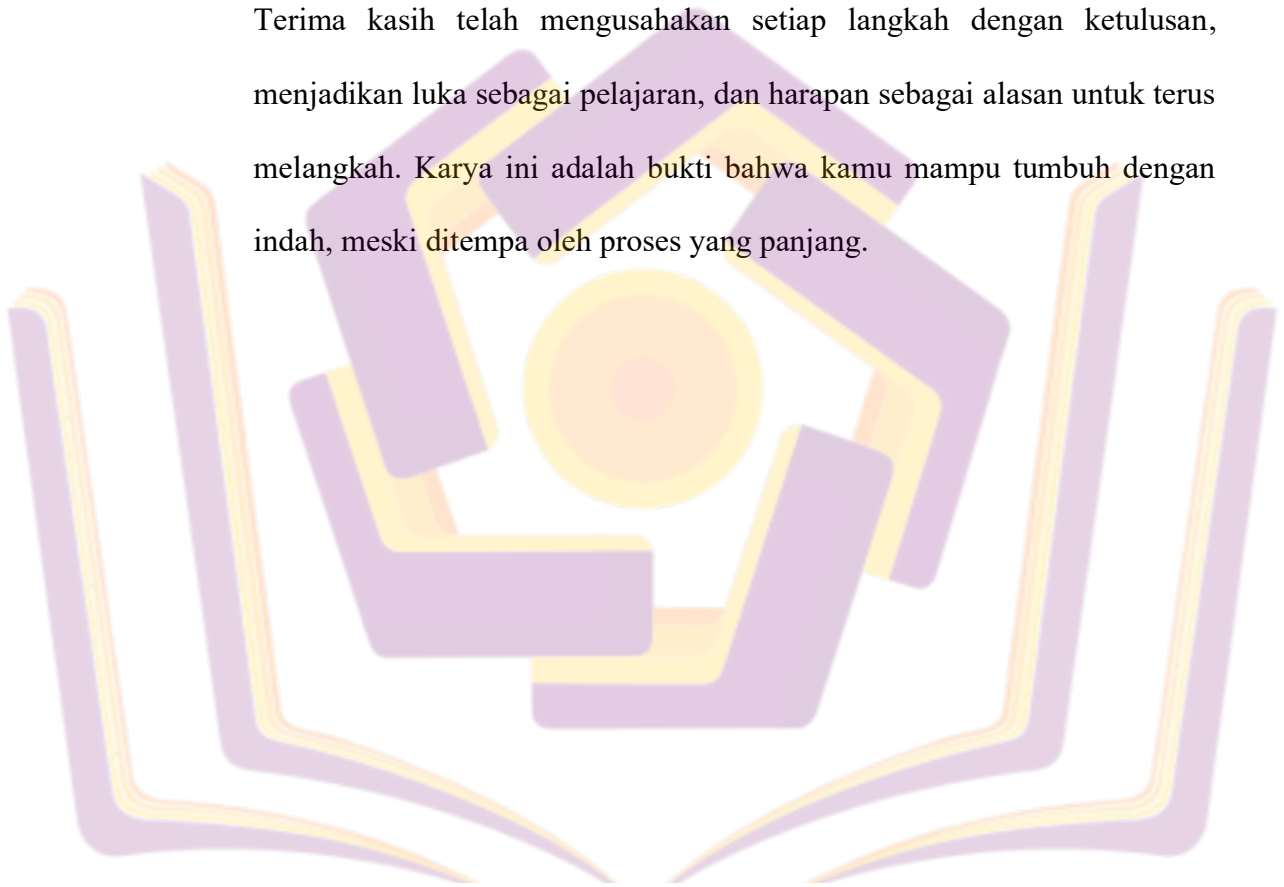 Terima kasih telah mengusahakan setiap langkah dengan ketulusan,
menjadikan luka sebagai pelajaran, dan harapan sebagai alasan untuk terus
melangkah. Karya ini adalah bukti bahwa kamu mampu tumbuh dengan
indah, meski ditempa oleh proses yang panjang.